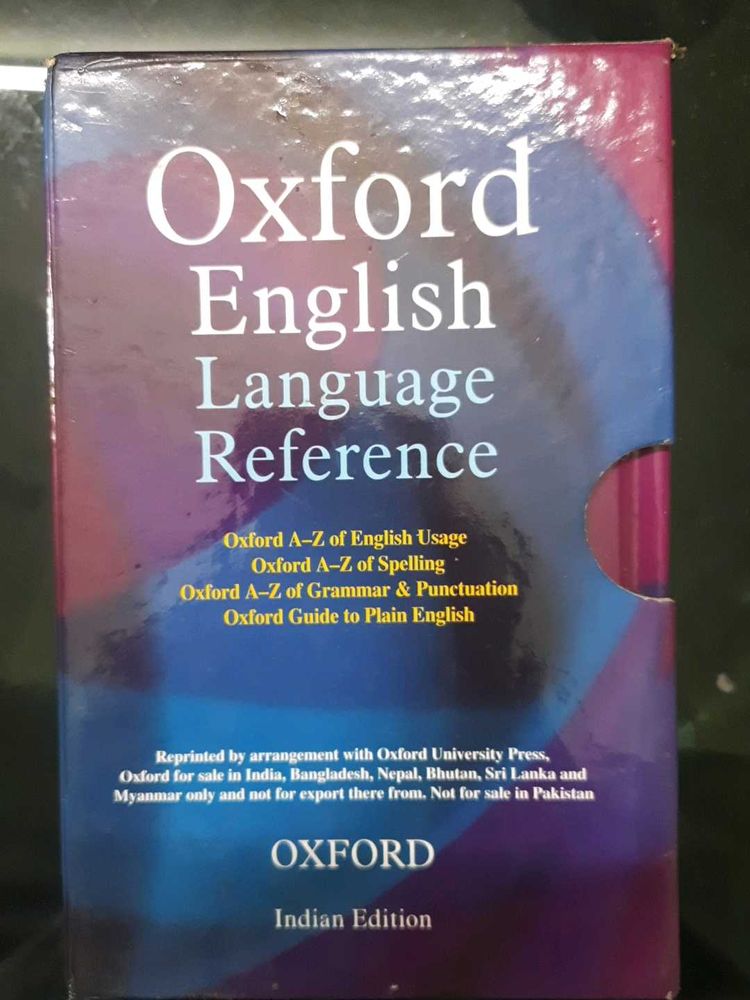 Oxford
English
Language
Reference
Oxford A–Z of English Usage
Oxford A–Z of Spelling
Oxford A–Z of Grammar & Punctuation
Oxford Guide to Plain English
Reprinted by arrangement with Oxford University Press,
Oxford for sale in India, Bangladesh, Nepal, Bhutan, Sri Lanka and
Myanmar only and not for export there from. Not for sale in Pakistan
OXFORD
Indian Edition